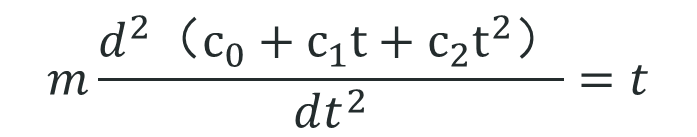 m d² （c₀ + c₁t + c₂t²） / dt² = t